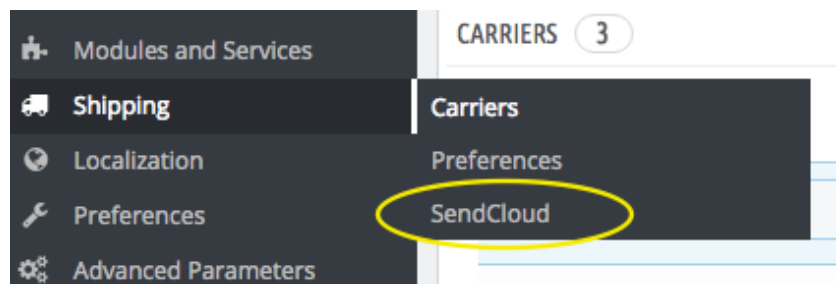 CARRIERS 3
Modules and Services
Shipping
Carriers
Localization
Preferences
Preferences
SendCloud
Advanced Parameters